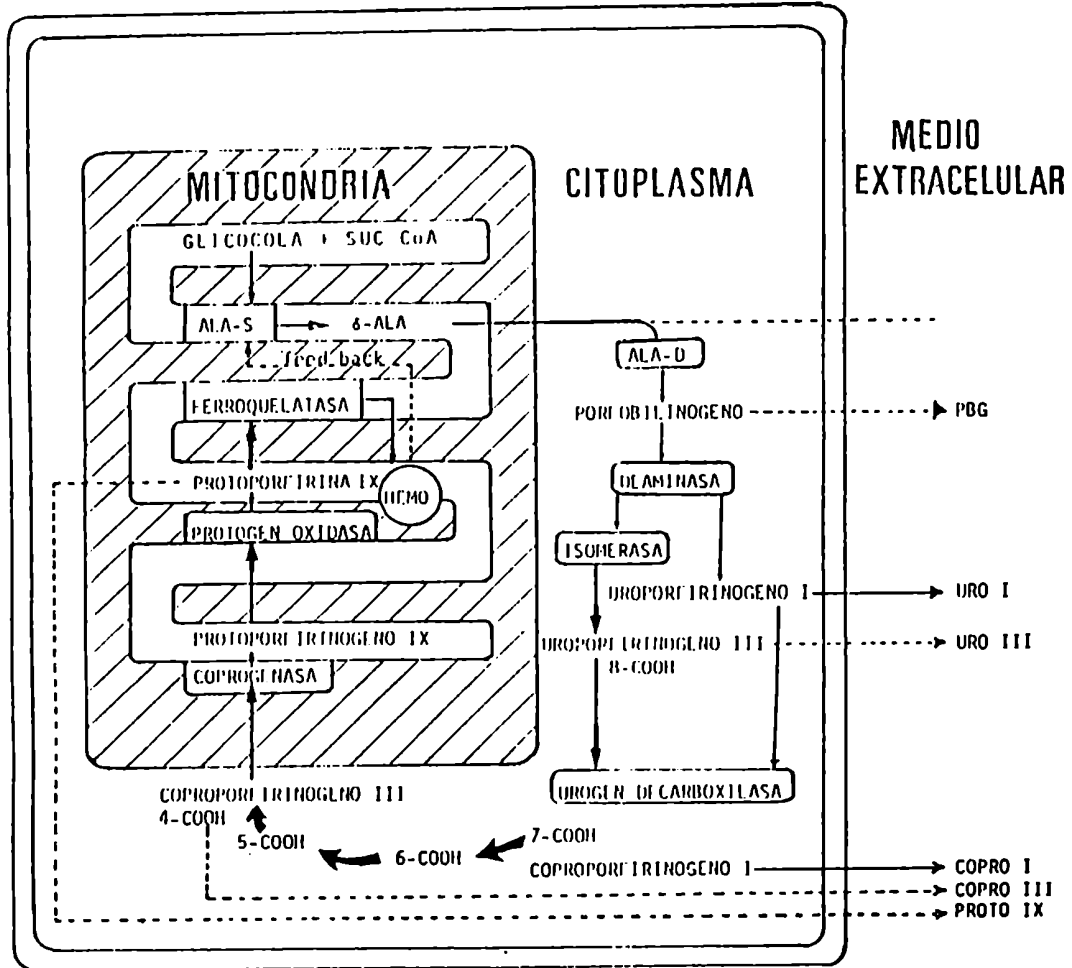 MEDIO
EXTRACELULAR
MITOCONDRIA
CITOPLASMA
GLICOCOLA + SUC CoA
ALA-S
δ-ALA
feed back
ALA-D
FERROQUELATASA
PORFOBILINOGENO
PBG
DEAMINASA
PROTOPORFIRINA IX
HEMO
PROTOGEN OXIDASA
ISOMERASA
UROPORFIRINOGENO I
URO I
PROTOPORFIRINOGENO IX
UROPORFIRINOGENO III
8-COOH
URO III
COPROGENASA
UROGEN DECARBOXILASA
COPROPORFIRINOGENO III
4-COOH
5-COOH
6-COOH
7-COOH
COPROPORFIRINOGENO I
COPRO I
COPRO III
PROTO IX